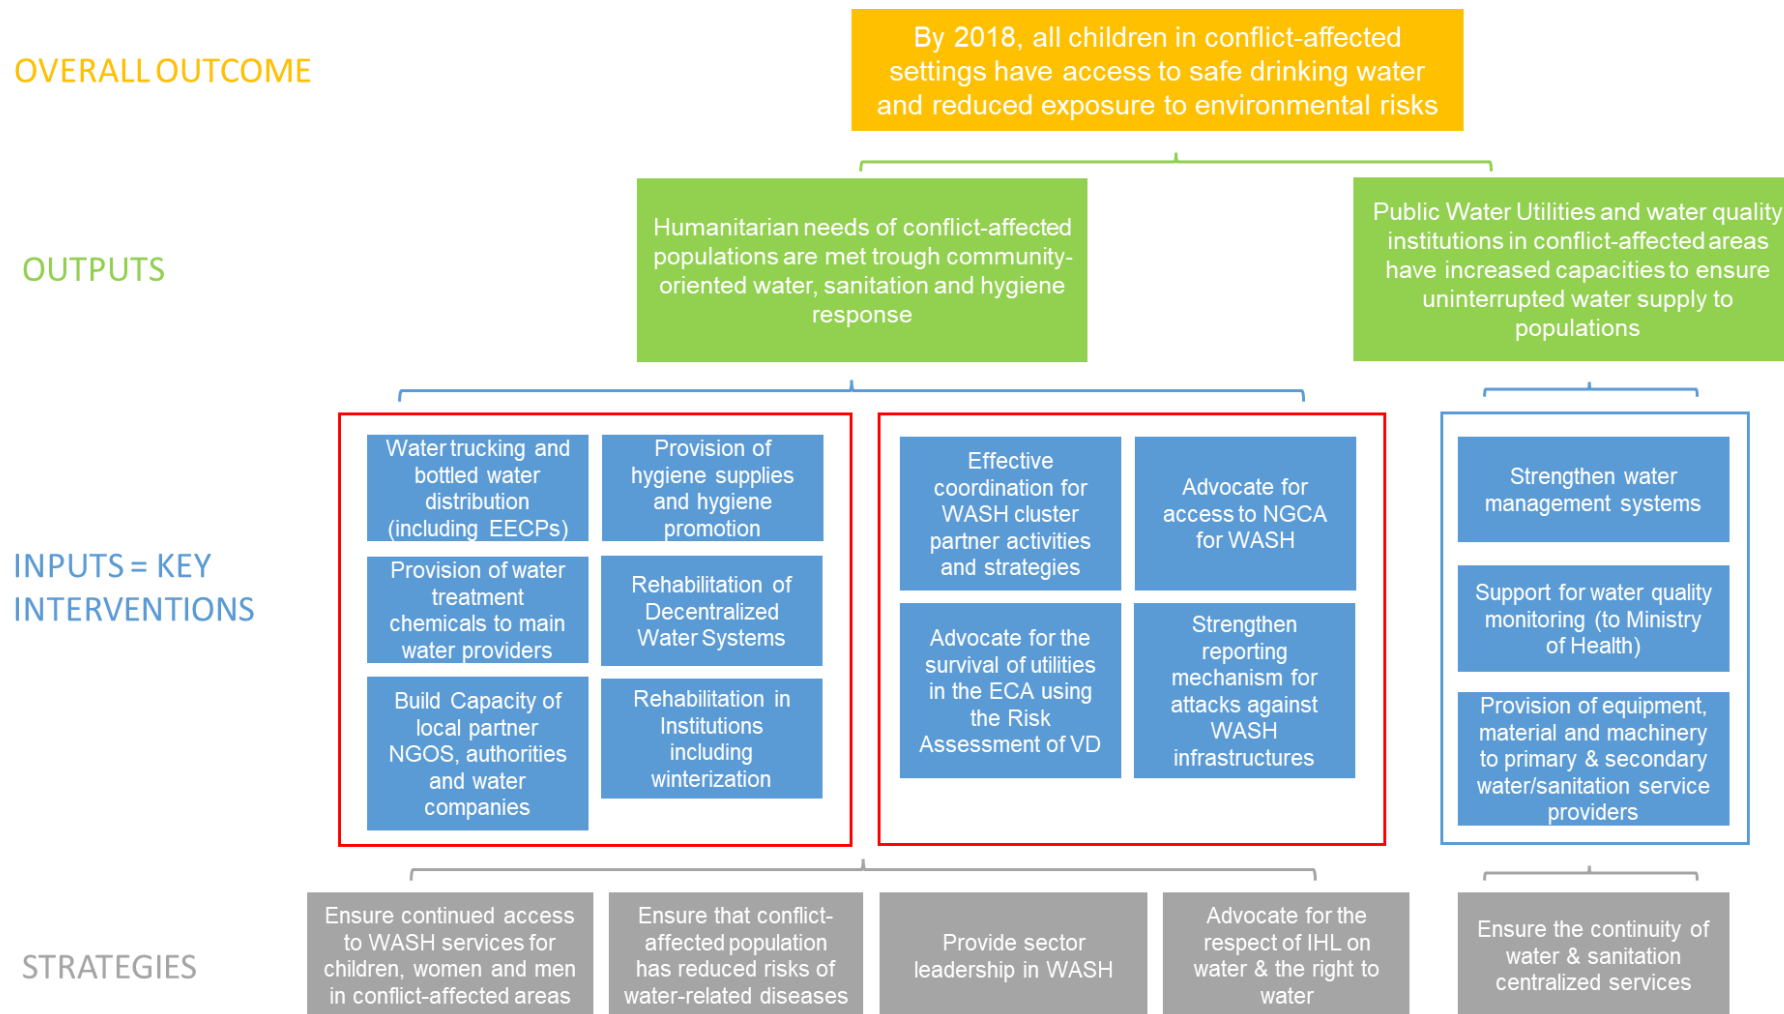 OVERALL OUTCOME
By 2018, all children in conflict-affected
settings have access to safe drinking water
and reduced exposure to environmental risks
OUTPUTS
Humanitarian needs of conflict-affected
populations are met trough community-
oriented water, sanitation and hygiene
response
Public Water Utilities and water quality
institutions in conflict-affected areas
have increased capacities to ensure
uninterrupted water supply to
populations
INPUTS = KEY
INTERVENTIONS
Water trucking and
bottled water
distribution
(including EECPs)
Provision of
hygiene supplies
and hygiene
promotion
Provision of water
treatment
chemicals to main
water providers
Rehabilitation of
Decentralized
Water Systems
Build Capacity of
local partner
NGOS, authorities
and water
companies
Rehabilitation in
Institutions
including
winterization
Effective
coordination for
WASH cluster
partner activities
and strategies
Advocate for
access to NGCA
for WASH
Advocate for the
survival of utilities
in the ECA using
the Risk
Assessment of VD
Strengthen
reporting
mechanism for
attacks against
WASH
infrastructures
Strengthen water
management systems
Support for water quality
monitoring (to Ministry
of Health)
Provision of equipment,
material and machinery
to primary & secondary
water/sanitation service
providers
STRATEGIES
Ensure continued access
to WASH services for
children, women and men
in conflict-affected areas
Ensure that conflict-
affected population
has reduced risks of
water-related diseases
Provide sector
leadership in WASH
Advocate for the
respect of IHL on
water & the right to
water
Ensure the continuity of
water & sanitation
centralized services